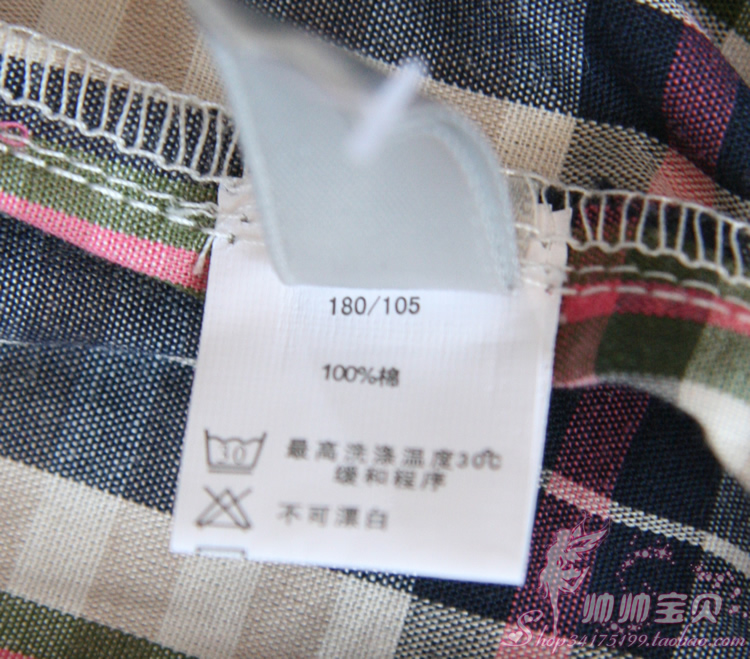 180/105
100%棉
30
最高洗涤温度30℃
缓和程序
不可漂白
帅帅宝贝
Shop34175199.taobao.com